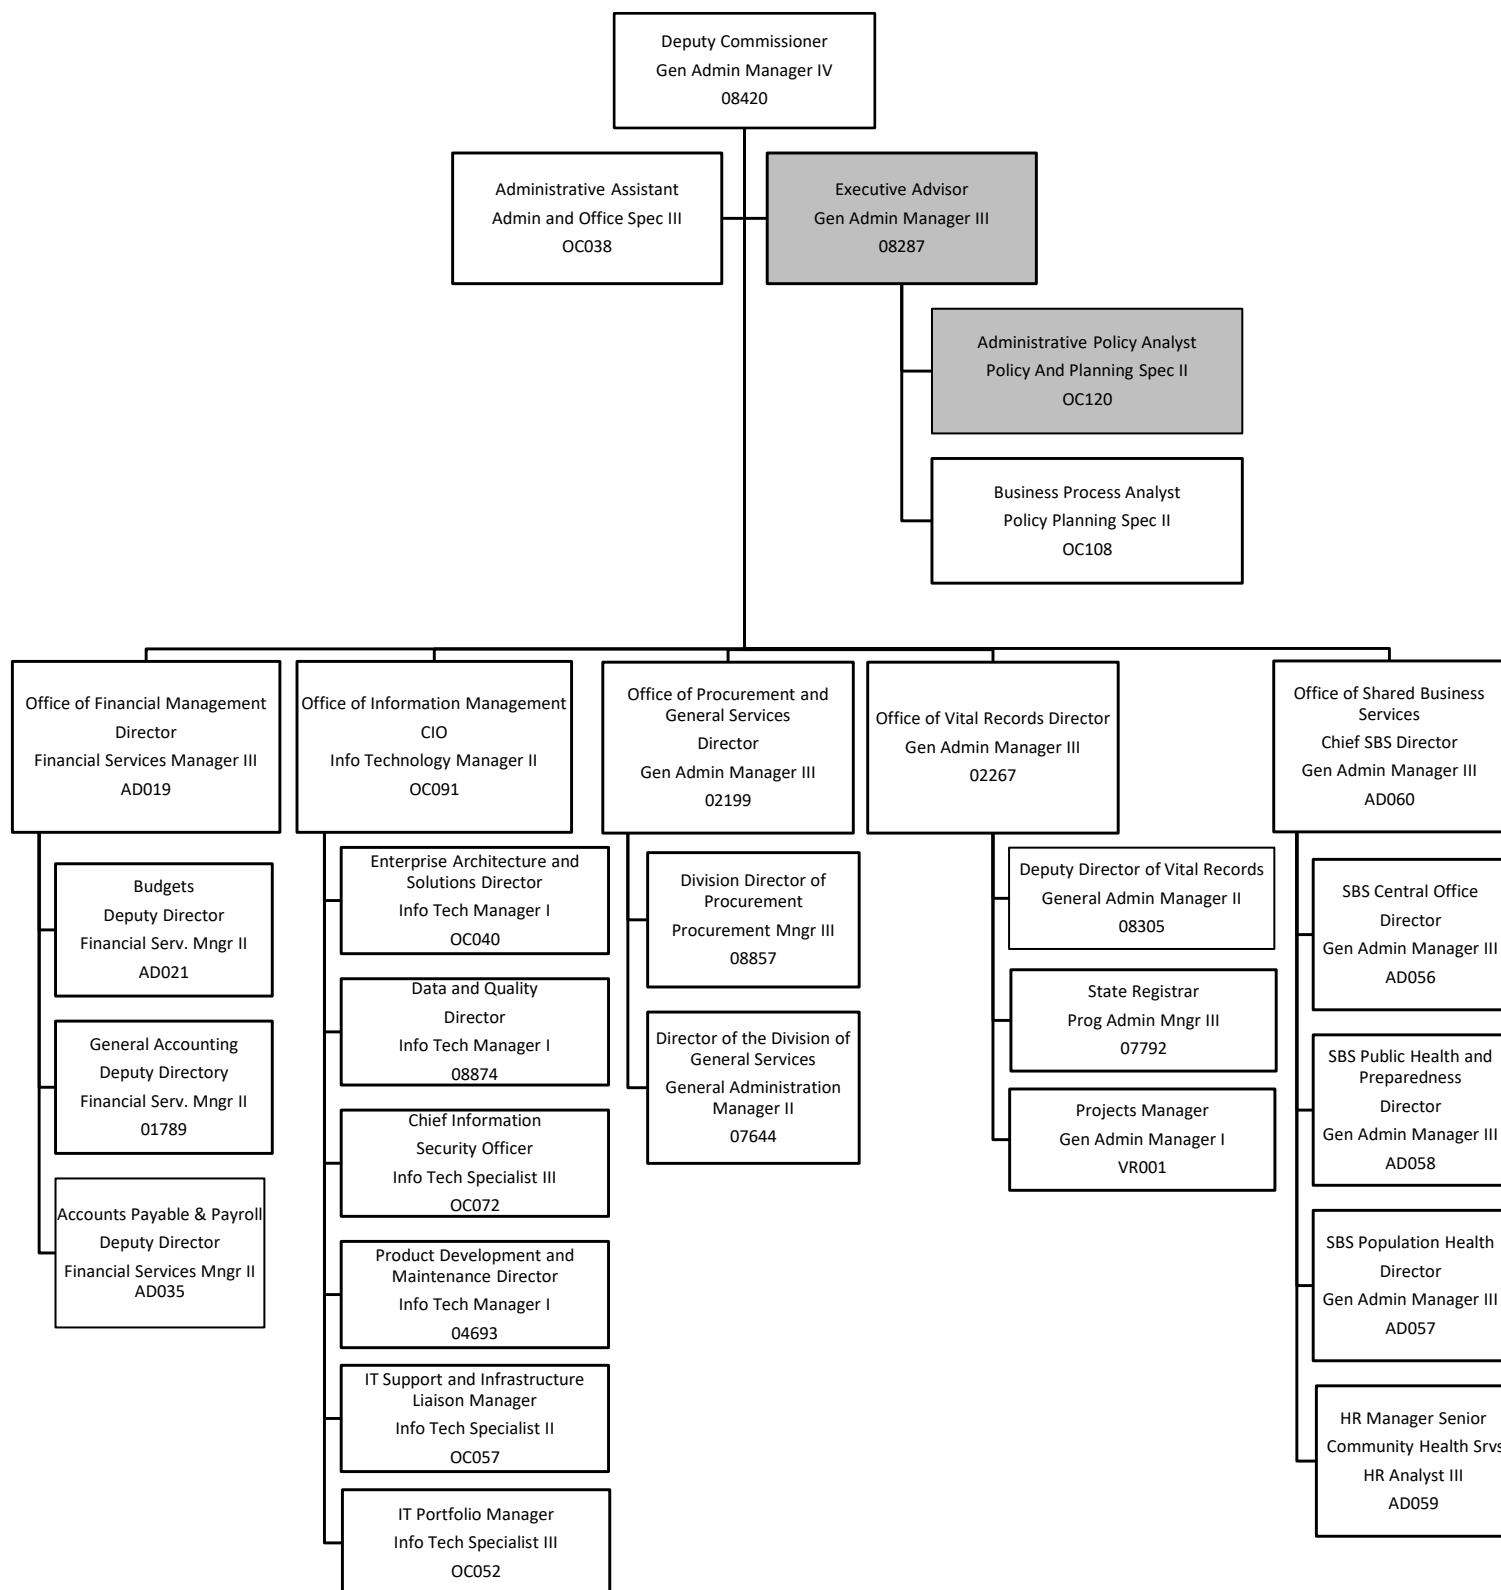 Deputy Commissioner
Gen Admin Manager IV
08420
Administrative Assistant
Admin and Office Spec III
OC038
Executive Advisor
Gen Admin Manager III
08287
Administrative Policy Analyst
Policy And Planning Spec II
OC120
Business Process Analyst
Policy Planning Spec II
OC108
Office of Financial Management
Director
Financial Services Manager III
AD019
Office of Information Management
CIO
Info Technology Manager II
OC091
Office of Procurement and
General Services
Director
Gen Admin Manager III
02199
Office of Vital Records Director
Gen Admin Manager III
02267
Office of Shared Business
Services
Chief SBS Director
Gen Admin Manager III
AD060
Budgets
Deputy Director
Financial Serv. Mngr II
AD021
General Accounting
Deputy Directory
Financial Serv. Mngr II
01789
Accounts Payable & Payroll
Deputy Director
Financial Services Mngr II
AD035
Enterprise Architecture and
Solutions Director
Info Tech Manager I
OC040
Data and Quality
Director
Info Tech Manager I
08874
Chief Information
Security Officer
Info Tech Specialist III
OC072
Product Development and
Maintenance Director
Info Tech Manager I
04693
IT Support and Infrastructure
Liaison Manager
Info Tech Specialist II
OC057
IT Portfolio Manager
Info Tech Specialist III
OC052
Division Director of
Procurement
Procurement Mngr III
08857
Director of the Division of
General Services
General Administration
Manager II
07644
Deputy Director of Vital Records
General Admin Manager II
08305
State Registrar
Prog Admin Mngr III
07792
Projects Manager
Gen Admin Manager I
VR001
SBS Central Office
Director
Gen Admin Manager III
AD056
SBS Public Health and
Preparedness
Director
Gen Admin Manager III
AD058
SBS Population Health
Director
Gen Admin Manager III
AD057
HR Manager Senior
Community Health Srvs
HR Analyst III
AD059